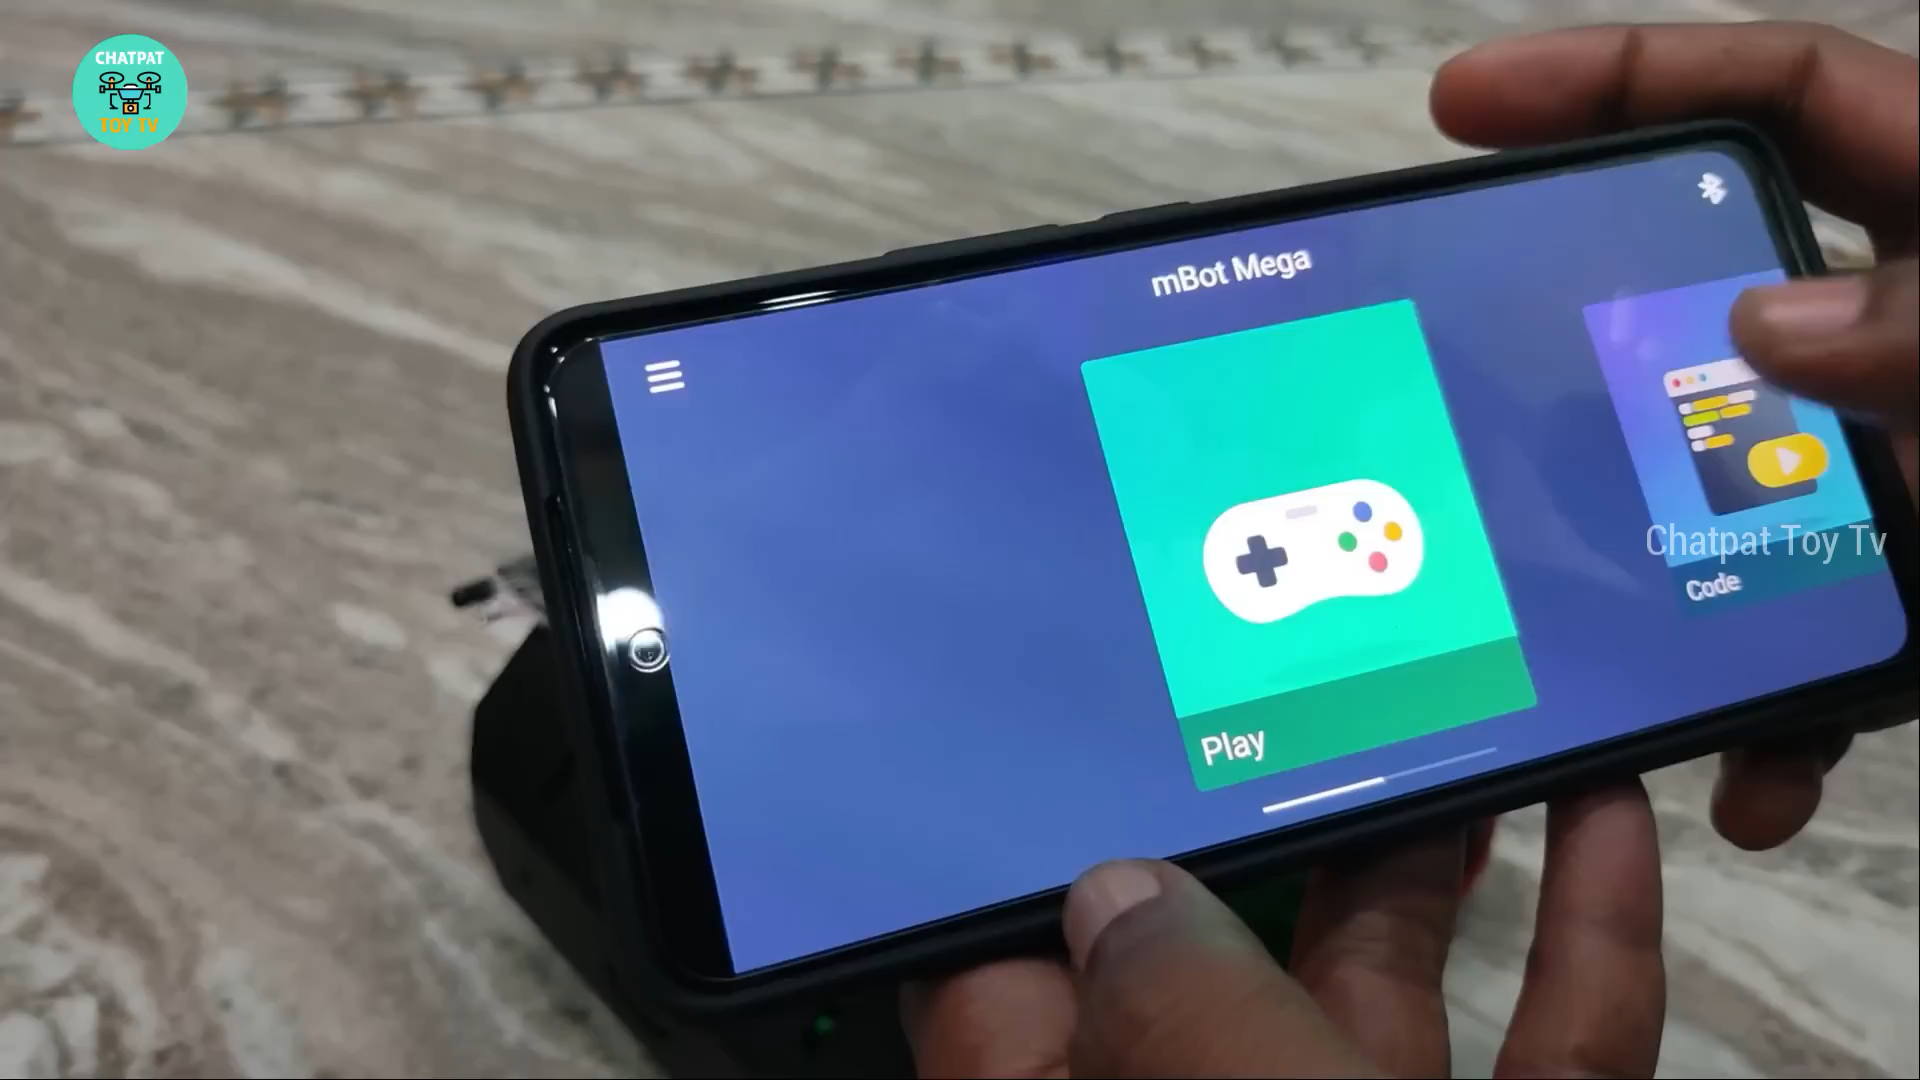 CHATPAT
TOY TV
mBot Mega
Play
Code
Chatpat Toy Tv